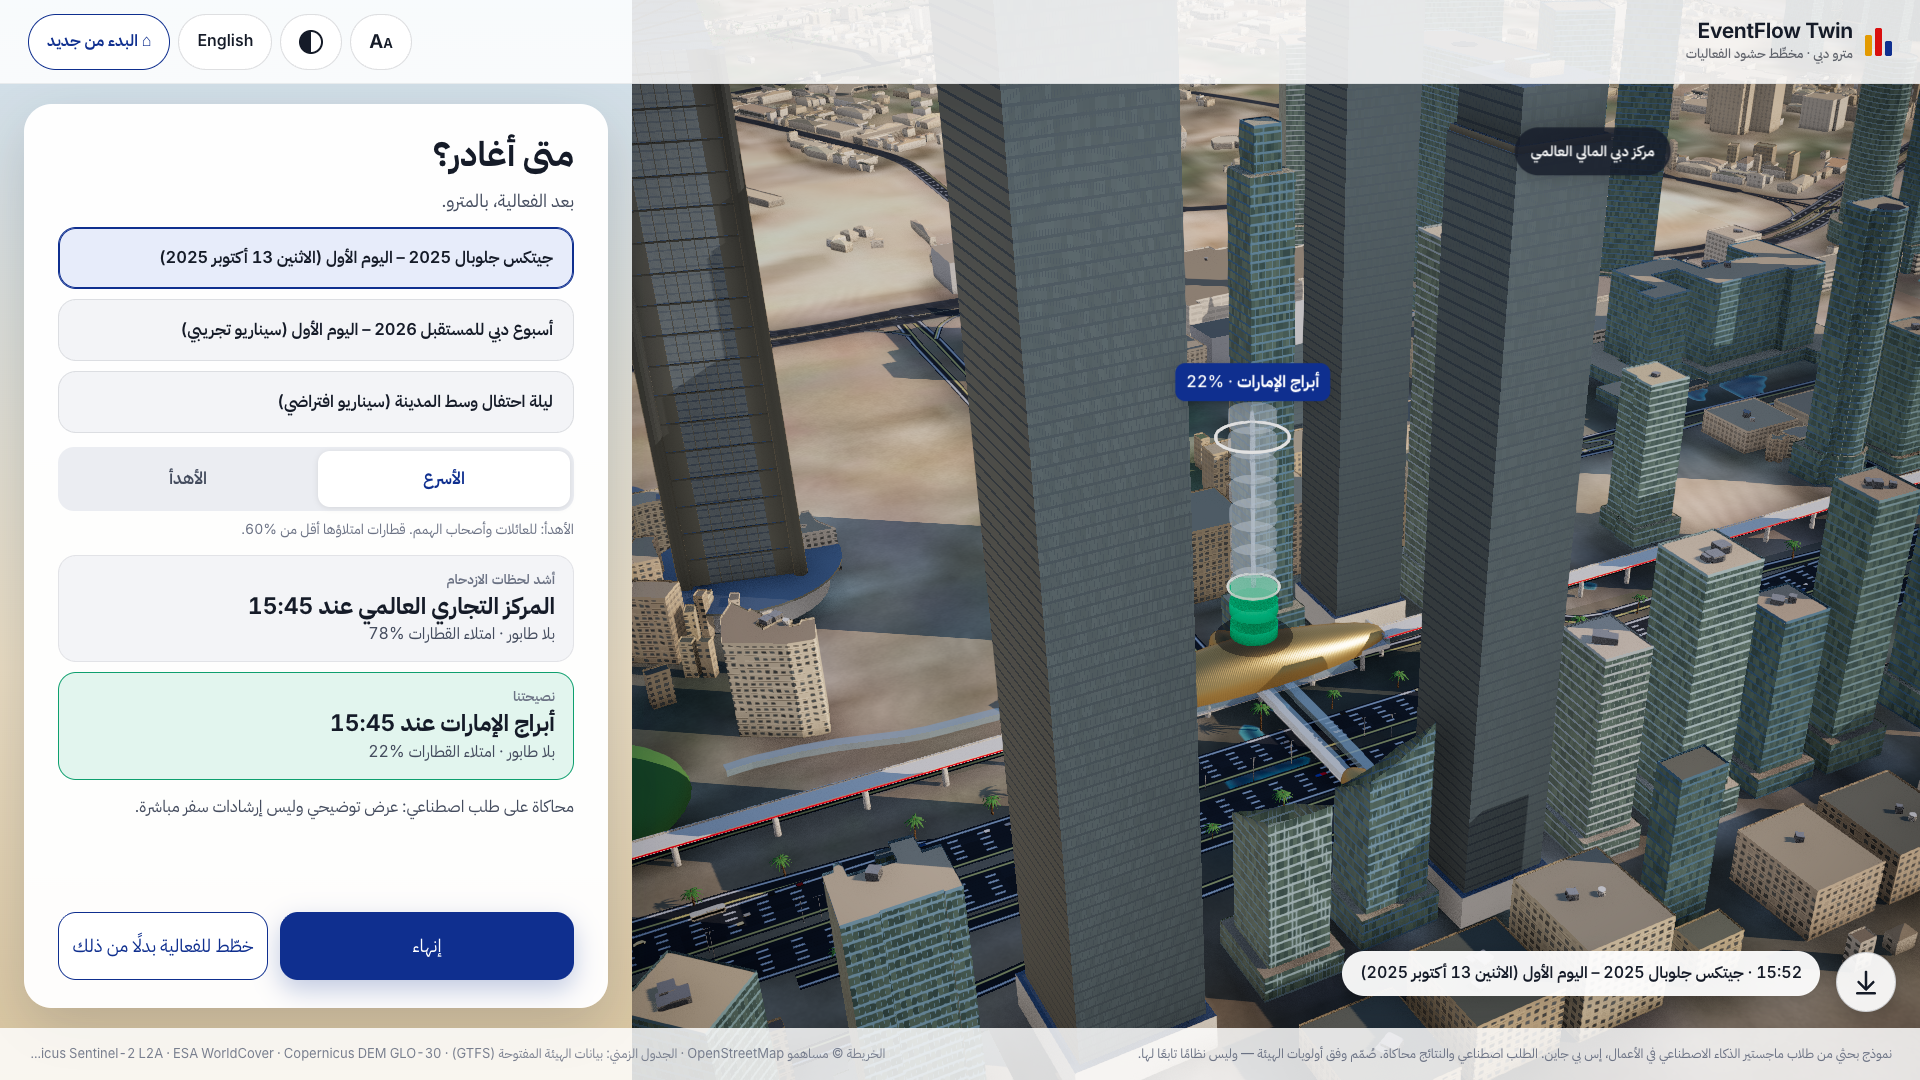 EventFlow Twin
مترو دبي · مخطّط حشود الفعاليات
AA
English
⌂ البدء من جديد
متى أغادر؟
بعد الفعالية، بالمترو.
جيتكس جلوبال 2025 – اليوم الأول (الاثنين 13 أكتوبر 2025)
أسبوع دبي للمستقبل 2026 – اليوم الأول (سيناريو تجريبي)
ليلة احتفال وسط المدينة (سيناريو افتراضي)
الأسرع
الأهدأ
الأهدأ: للعائلات وأصحاب الهمم. قطارات امتلاؤها أقل من 60%.
أشد لحظات الازدحام
المركز التجاري العالمي عند 15:45
بلا طابور · امتلاء القطارات 78%
نصيحتنا
أبراج الإمارات عند 15:45
بلا طابور · امتلاء القطارات 22%
محاكاة على طلب اصطناعي: عرض توضيحي وليس إرشادات سفر مباشرة.
إنهاء
خطّط للفعالية بدلًا من ذلك
مركز دبي المالي العالمي
أبراج الإمارات · 22%
15:52 · جيتكس جلوبال 2025 – اليوم الأول (الاثنين 13 أكتوبر 2025)
نموذج بحثي من طلاب ماجستير الذكاء الاصطناعي في الأعمال، إس بي جاين. الطلب اصطناعي والنتائج محاكاة. صُمّم وفق أولويات الهيئة — وليس نظامًا تابعًا لها.
الخريطة © مساهمو OpenStreetMap · الجدول الزمني: بيانات الهيئة المفتوحة (GTFS) · icus Sentinel-2 L2A · ESA WorldCover · Copernicus DEM GLO-30...